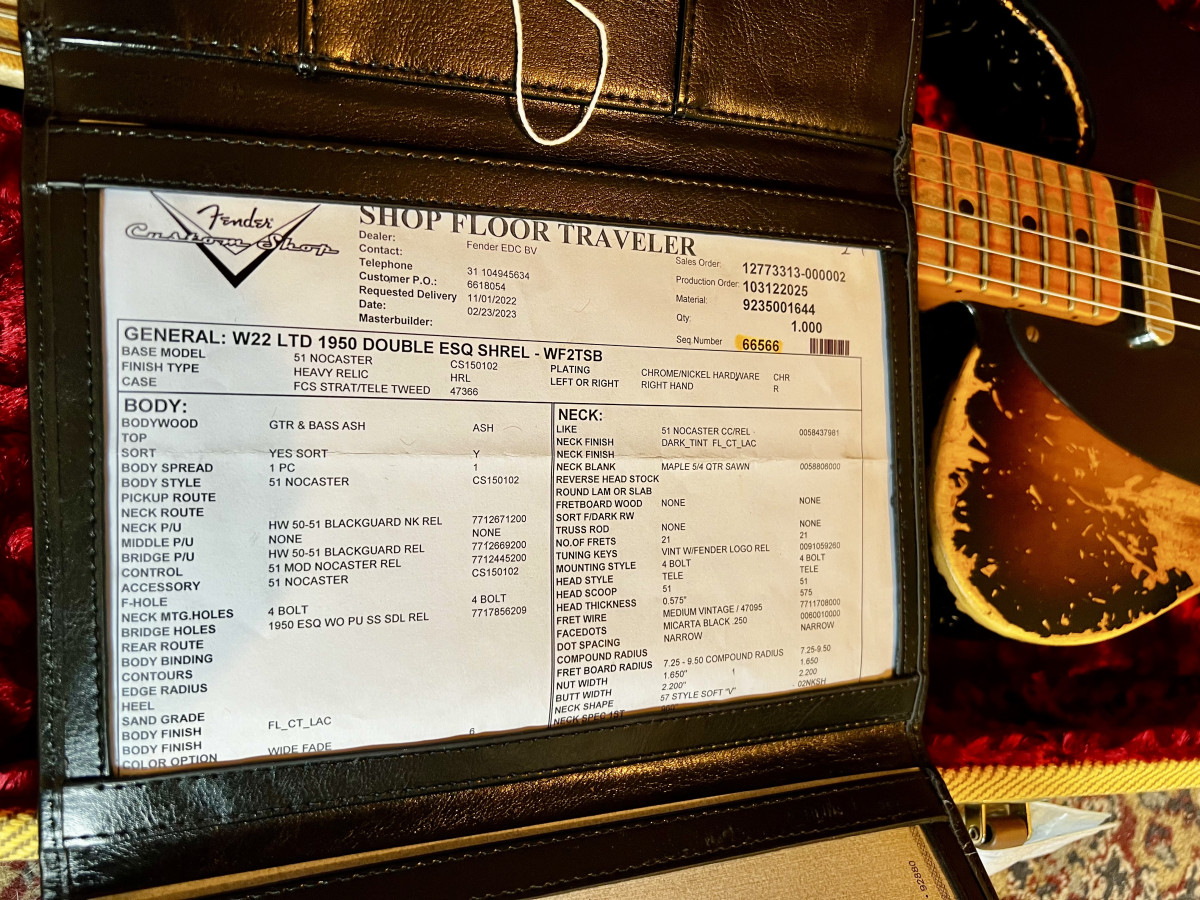 Fender
Custom Shop
SHOP FLOOR TRAVELER
Dealer: Fender EDC BV
Contact:
Telephone 31 104945634
Customer P.O.: 6618054
Requested Delivery 11/01/2022
Date: 02/23/2023
Masterbuilder:
Sales Order: 12773313-000002
Production Order: 103122025
Material: 9235001644
Qty: 1.000
Seq Number 66566
GENERAL: W22 LTD 1950 DOUBLE ESQ SHREL - WF2TSB
BASE MODEL 51 NOCASTER CS150102 PLATING CHROME/NICKEL HARDWARE CHR
FINISH TYPE HEAVY RELIC HRL LEFT OR RIGHT RIGHT HAND R
CASE FCS STRAT/TELE TWEED 47366
BODY:
BODYWOOD GTR & BASS ASH ASH
TOP
SORT YES SORT Y
BODY SPREAD 1 PC 1
BODY STYLE 51 NOCASTER CS150102
PICKUP ROUTE
NECK ROUTE
NECK P/U HW 50-51 BLACKGUARD NK REL 7712671200
MIDDLE P/U NONE NONE
BRIDGE P/U HW 50-51 BLACKGUARD REL 7712669200
CONTROL 51 MOD NOCASTER REL 7712445200
ACCESSORY 51 NOCASTER CS150102
F-HOLE
NECK MTG.HOLES 4 BOLT 4 BOLT
BRIDGE HOLES 1950 ESQ WO PU SS SDL REL 7717856209
REAR ROUTE
BODY BINDING
CONTOURS
EDGE RADIUS
HEEL
SAND GRADE
BODY FINISH FL_CT_LAC 6
BODY FINISH
COLOR OPTION WIDE FADE
NECK:
LIKE 51 NOCASTER CC/REL 0058437981
NECK FINISH DARK_TINT FL_CT_LAC
NECK FINISH
NECK BLANK MAPLE 5/4 QTR SAWN 0058806000
REVERSE HEAD STOCK
ROUND LAM OR SLAB
FRETBOARD WOOD NONE NONE
SORT F/DARK RW
TRUSS ROD NONE NONE
NO.OF FRETS 21 21
TUNING KEYS VINT W/FENDER LOGO REL 0091059260
MOUNTING STYLE 4 BOLT 4 BOLT
HEAD STYLE TELE TELE
HEAD SCOOP 51 51
HEAD THICKNESS 0.575" 575
FRET WIRE MEDIUM VINTAGE / 47095 7711708000
FACEDOTS MICARTA BLACK .250 0060010000
DOT SPACING NARROW NARROW
COMPOUND RADIUS
FRET BOARD RADIUS 7.25 - 9.50 COMPOUND RADIUS 7.25-9.50
NUT WIDTH 1.650" 1 1.650
BUTT WIDTH 2.200" 2.200
NECK SHAPE 57 STYLE SOFT "V" 02NKSH
NECK SPEC 1ST
92880